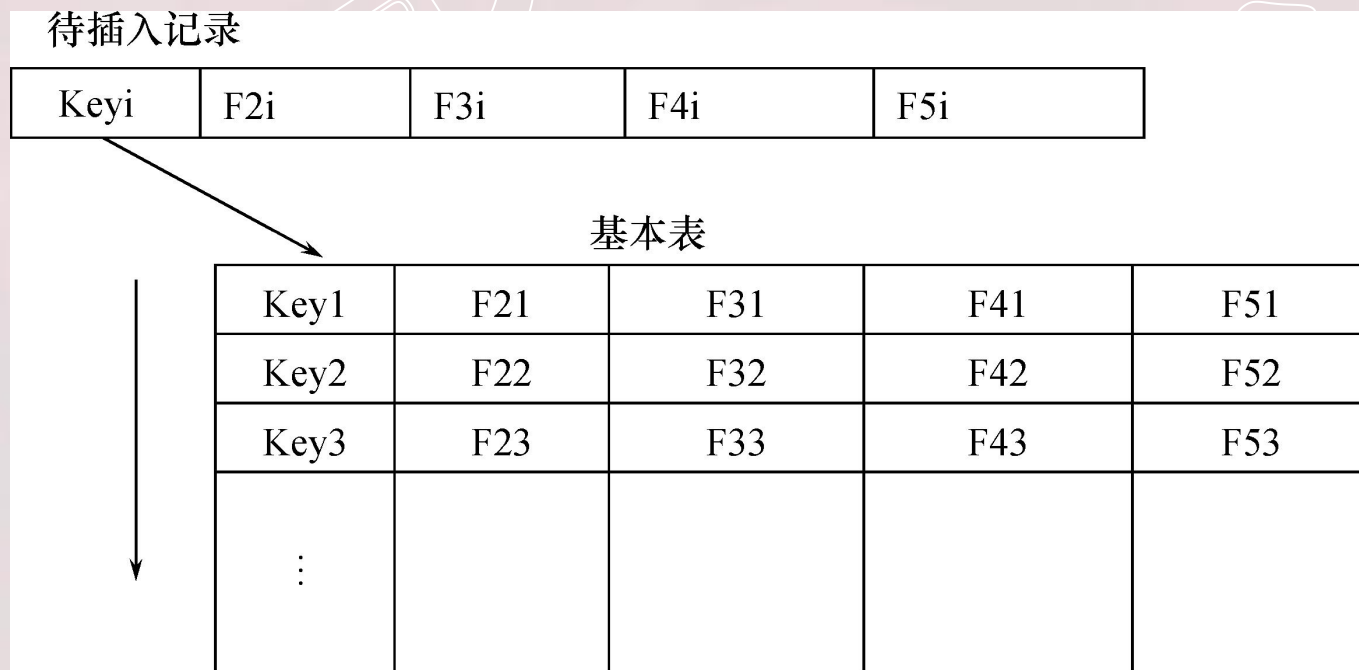 待插入记录
Keyi F2i F3i F4i F5i
基本表
Key1 F21 F31 F41 F51
Key2 F22 F32 F42 F52
Key3 F23 F33 F43 F53
⋮